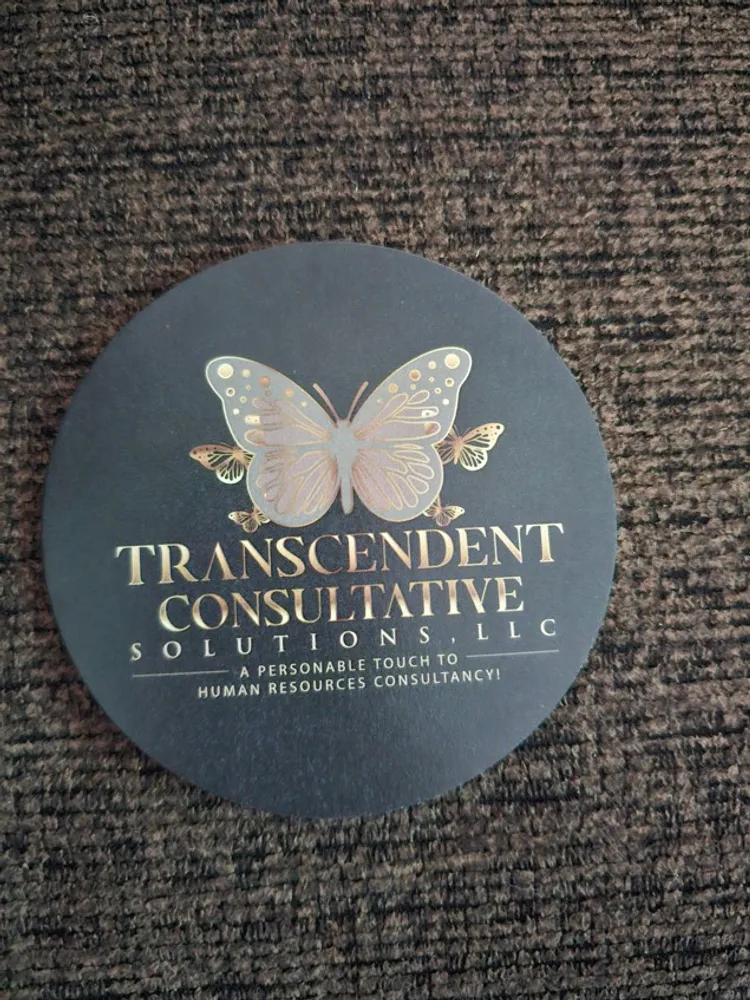 TRANSCENDENT
CONSULTATIVE
SOLUTIONS, LLC
A PERSONABLE TOUCH TO
HUMAN RESOURCES CONSULTANCY!